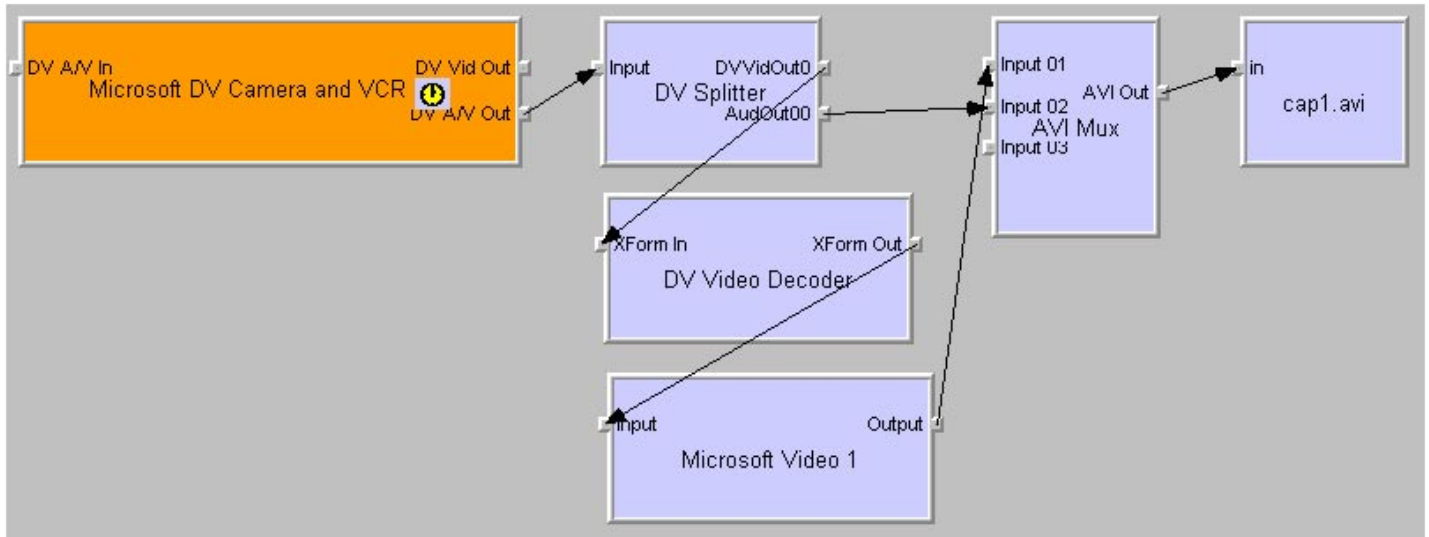 DV A/V In
DV Vid Out
Microsoft DV Camera and VCR
DV A/V Out
Input
DVVidOut0
DV Splitter
AudOut00
Input 01
Input 02
AVI Out
AVI Mux
Input 03
in
cap1.avi
XForm In
XForm Out
DV Video Decoder
Input
Output
Microsoft Video 1